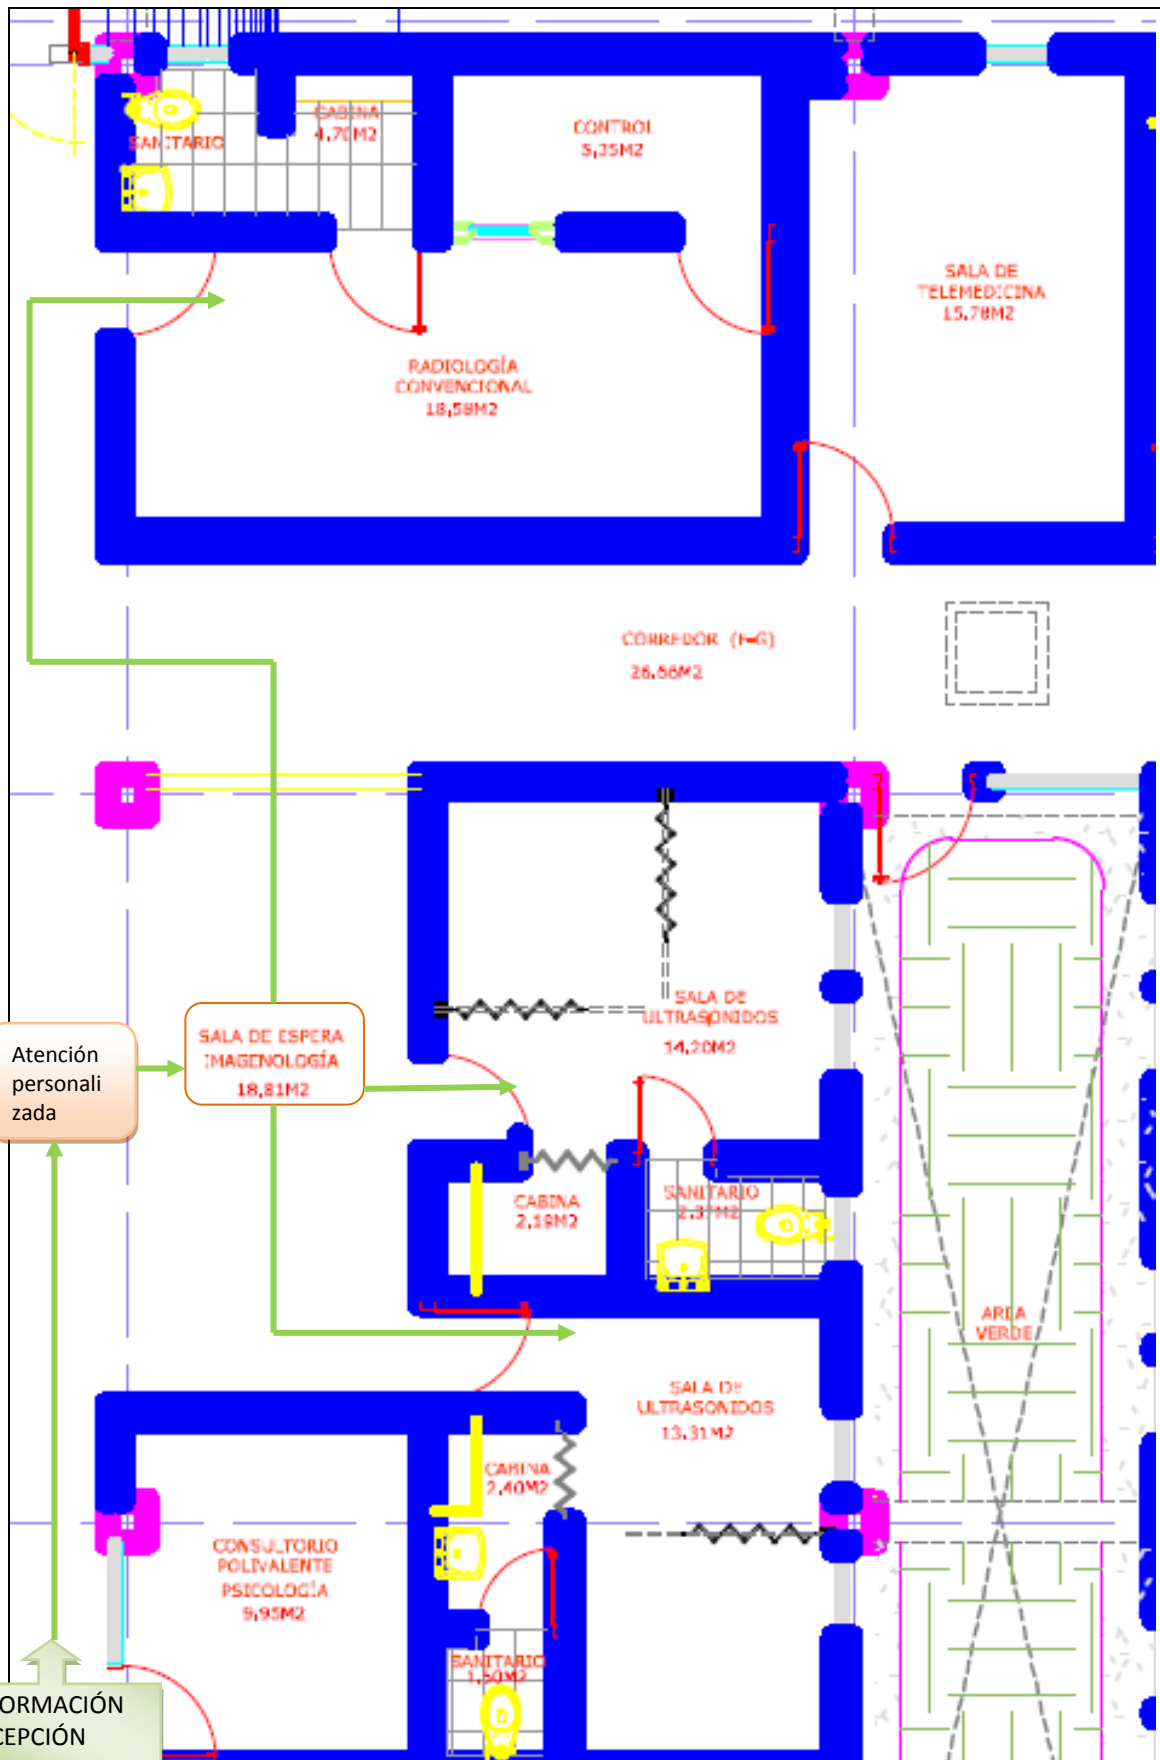 SANITARIO
CABINA
4.70M2
CONTROL
5,35M2
SALA DE
TELEMEDICINA
15.78M2
RADIOLOGÍA
CONVENCIONAL
18,58M2
CORREDOR (F-G)
26,66M2
SALA DE
ULTRASONIDOS
14,20M2
SALA DE ESPERA
IMAGENOLOGÍA
18,81M2
Atención
personali
zada
CABINA
2,19M2
SANITARIO
AREA
VERDE
SALA DE
ULTRASONIDOS
13,31M2
CABINA
2,40M2
CONSULTORIO
POLIVALENTE
PSICOLOGÍA
9,95M2
SANITARIO
ORMACIÓN
CEPCIÓN